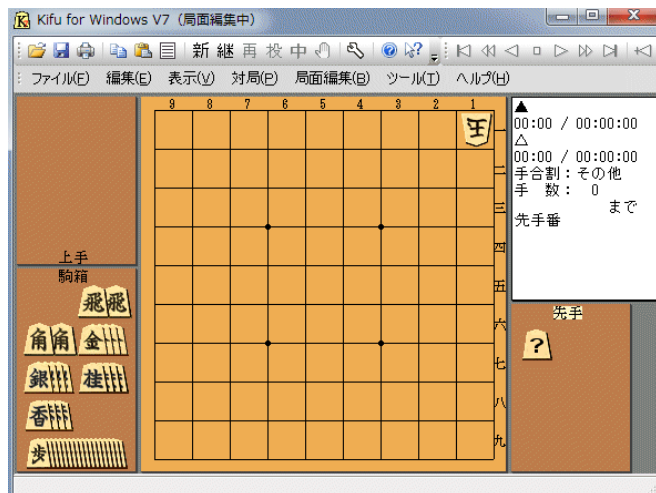 Kifu for Windows V7（局面編集中）
新 継 再 投 中
ファイル(F) 編集(E) 表示(V) 対局(P) 局面編集(B) ツール(T) ヘルプ(H)
9 8 7 6 5 4 3 2 1
王
一
二
三
四
五
六
七
八
九
上手
駒箱
飛飛
角角 金
銀 桂
香
歩
▲
00:00 / 00:00:00
△
00:00 / 00:00:00
手合割：その他
手 数： 0
まで
先手番
先手
?